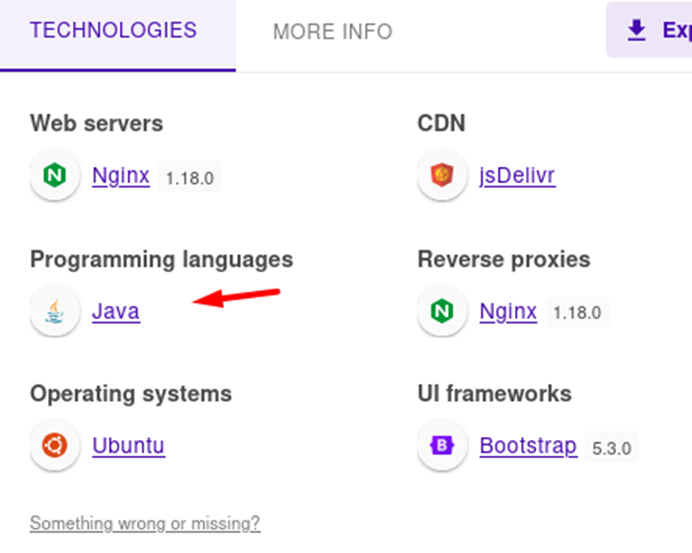 TECHNOLOGIES
MORE INFO
Exp
Web servers
Nginx 1.18.0
CDN
jsDelivr
Programming languages
Java
Reverse proxies
Nginx 1.18.0
Operating systems
Ubuntu
UI frameworks
Bootstrap 5.3.0
Something wrong or missing?